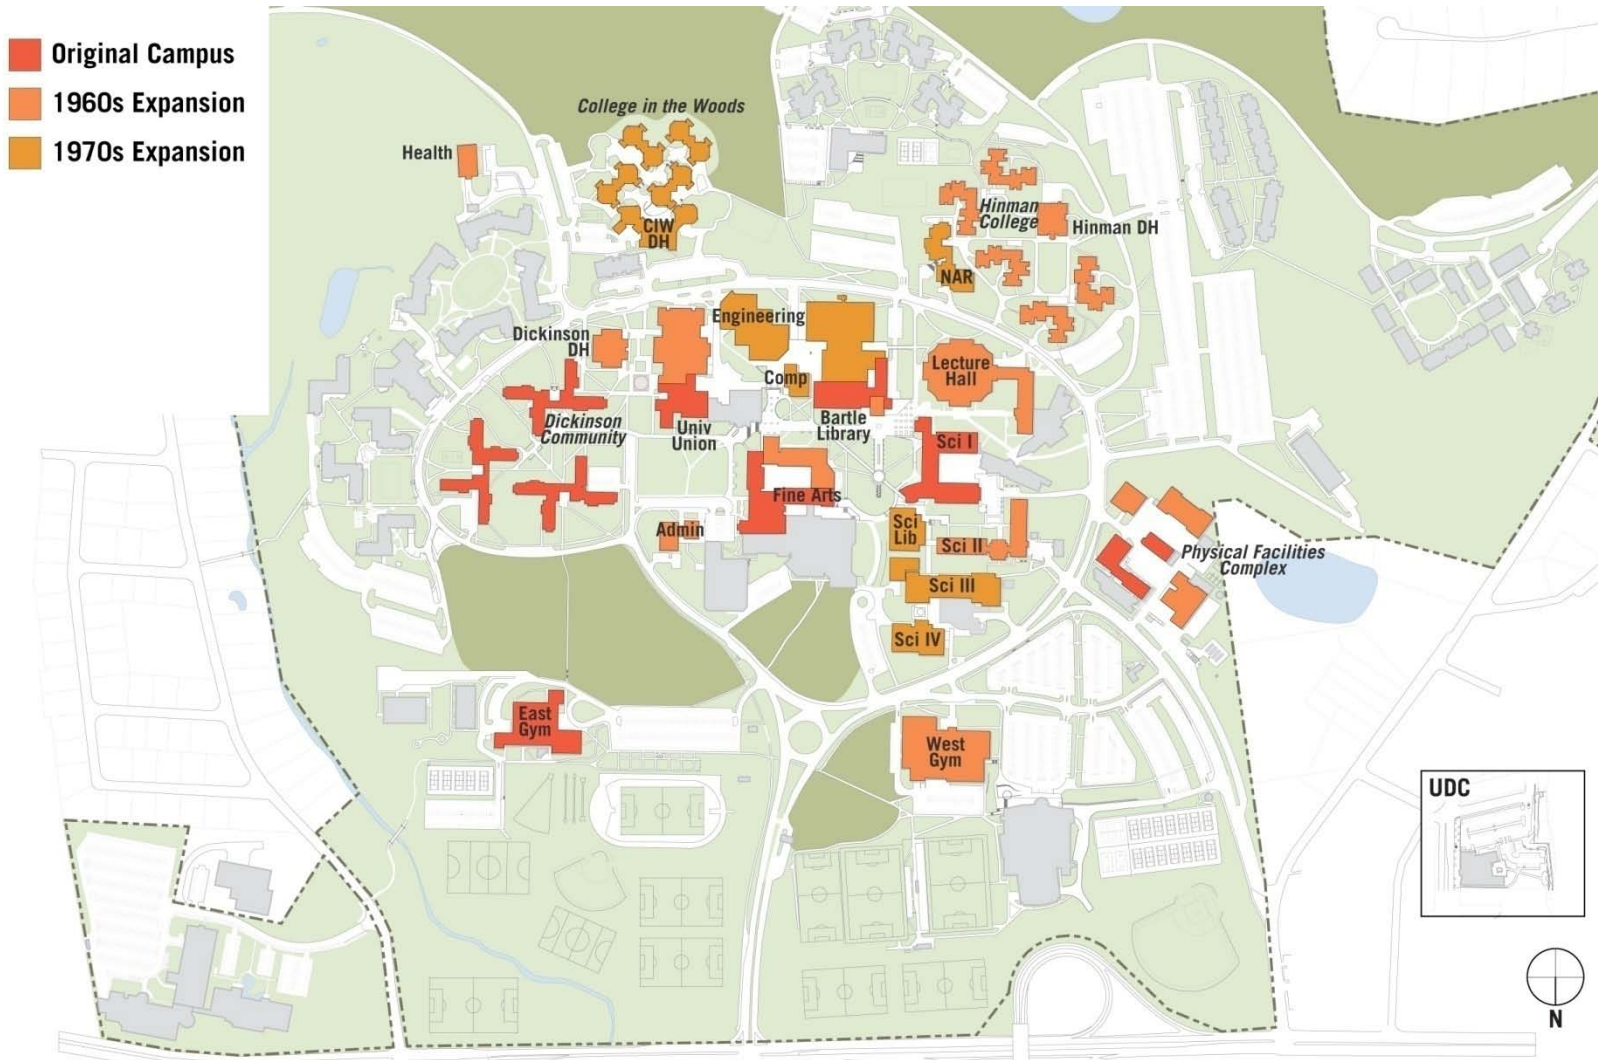 Original Campus
1960s Expansion
1970s Expansion
College in the Woods
Health
CIW
DH
Hinman
College
Hinman DH
NAR
Engineering
Dickinson
DH
Comp
Lecture
Hall
Dickinson
Community
Univ
Union
Bartle
Library
Sci I
Fine Arts
Admin
Sci
Lib
Sci II
Physical Facilities
Complex
Sci III
Sci IV
East
Gym
West
Gym
UDC
N